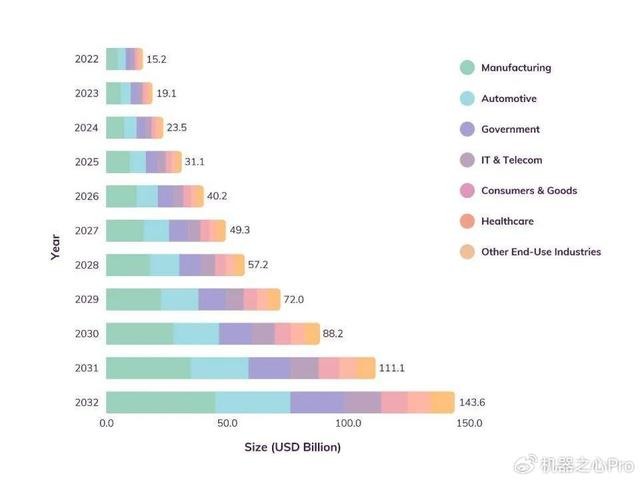 2022
15.2
2023
19.1
2024
23.5
2025
31.1
2026
40.2
2027
49.3
2028
57.2
2029
72.0
2030
88.2
2031
111.1
2032
143.6
0.0
50.0
100.0
150.0
Year
Size (USD Billion)
Manufacturing
Automotive
Government
IT & Telecom
Consumers & Goods
Healthcare
Other End-Use Industries
机器之心Pro